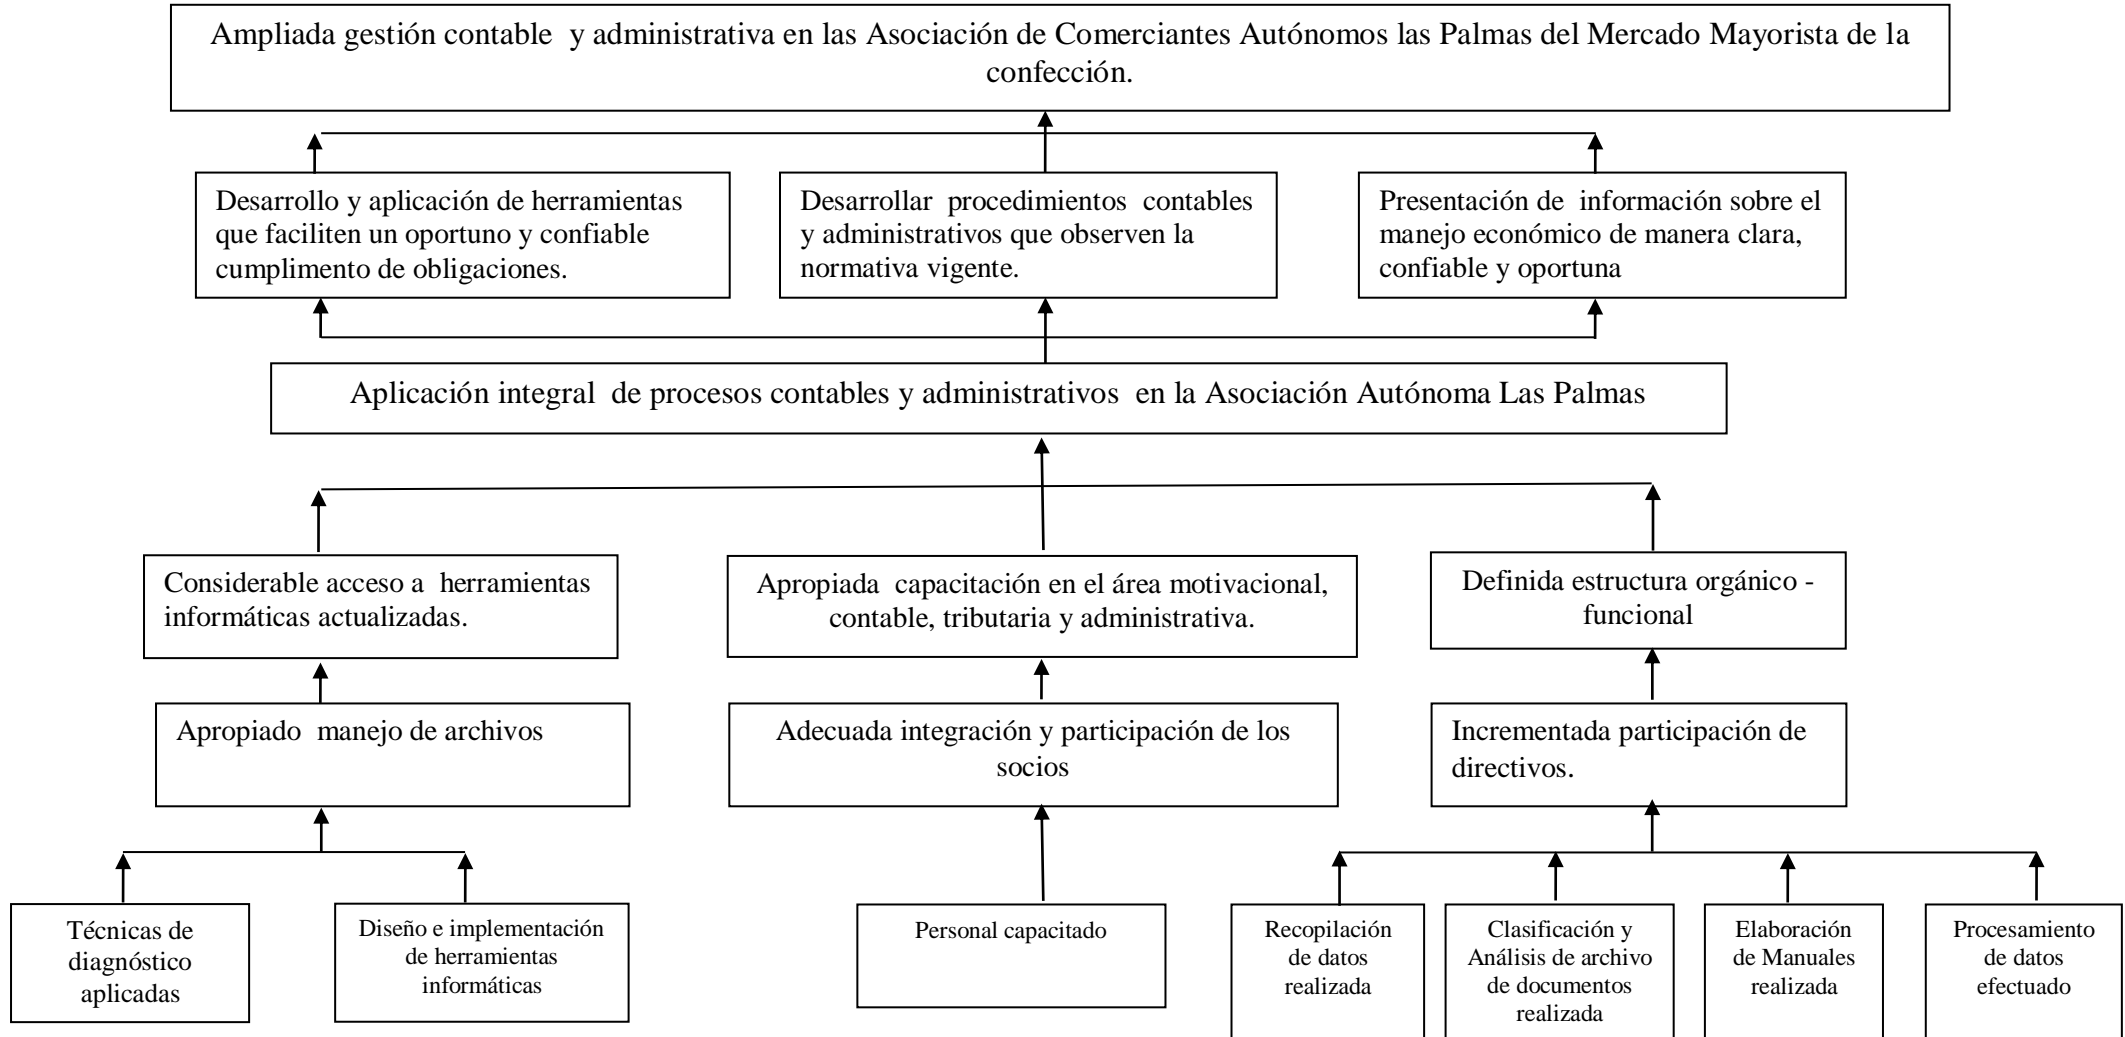 Ampliada gestión contable  y administrativa en las Asociación de Comerciantes Autónomos las Palmas del Mercado Mayorista de la
confección.
Desarrollo y aplicación de herramientas
que faciliten un oportuno y confiable
cumplimento de obligaciones.
Desarrollar  procedimientos  contables
y administrativos que observen la
normativa vigente.
Presentación de  información sobre el
manejo económico de manera clara,
confiable y oportuna
Aplicación integral  de procesos contables y administrativos  en la Asociación Autónoma Las Palmas
Considerable acceso a  herramientas
informáticas actualizadas.
Apropiada  capacitación en el área motivacional,
contable, tributaria y administrativa.
Definida estructura orgánico -
funcional
Apropiado  manejo de archivos
Adecuada integración y participación de los
socios
Incrementada participación de
directivos.
Técnicas de
diagnóstico
aplicadas
Diseño e implementación
de herramientas
informáticas
Personal capacitado
Recopilación
de datos
realizada
Clasificación y
Análisis de archivo
de documentos
realizada
Elaboración
de Manuales
realizada
Procesamiento
de datos
efectuado